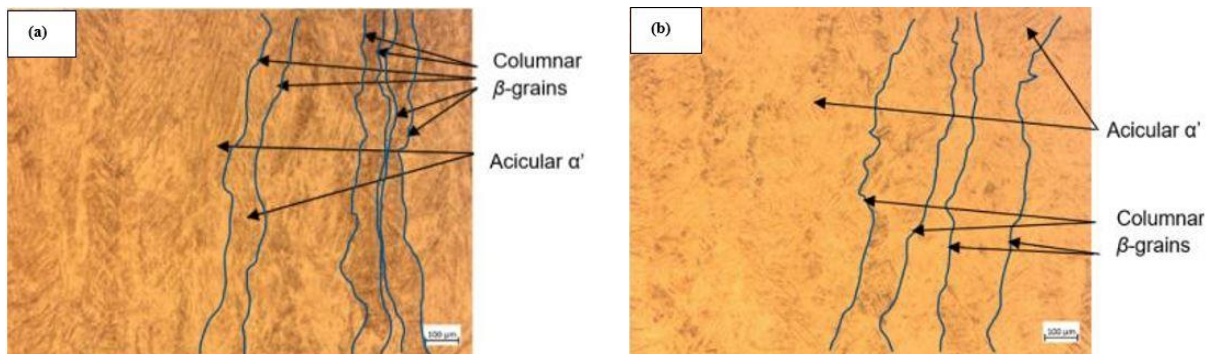 (a)
Columnar
β-grains
Acicular α’
100 µm
(b)
Acicular α’
Columnar
β-grains
100 µm